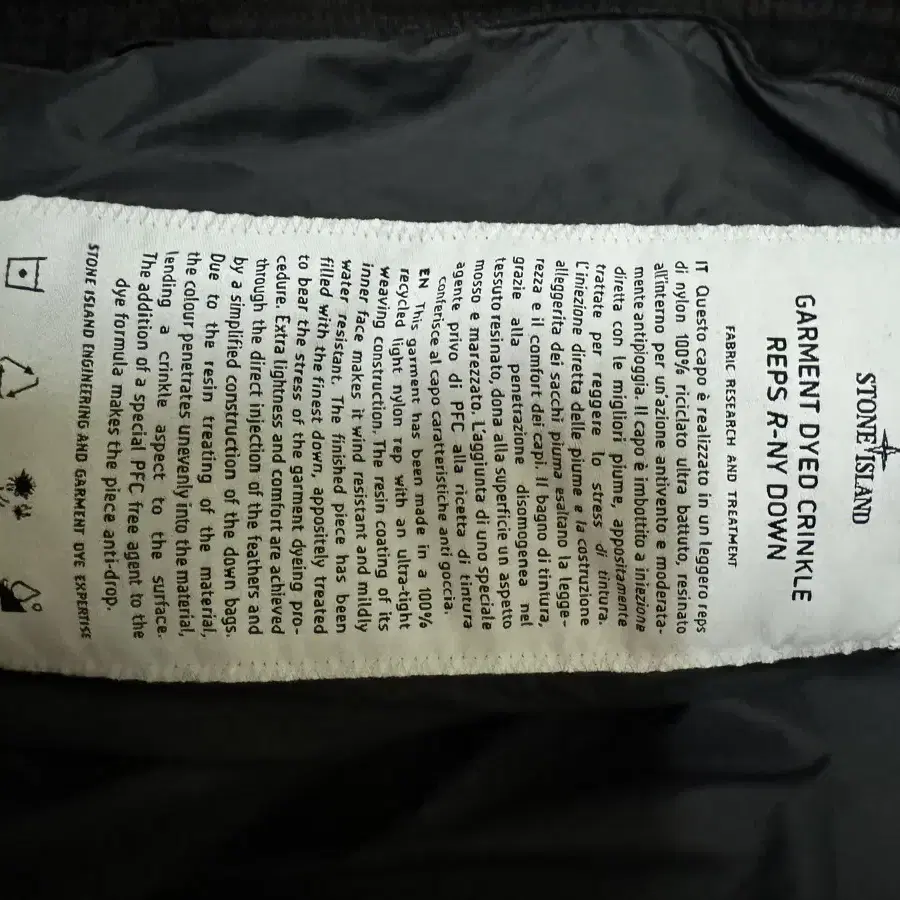 STONE ISLAND
GARMENT DYED CRINKLE
REPS R-NY DOWN
FABRIC RESEARCH AND TREATMENT
IT Questo capo è realizzato in un leggero reps
di nylon 100% riciclato ultra battuto, resinato
all'interno per un'azione antivento e moderata-
mente antipioggia. Il capo è imbottito a iniezione
diretta con le migliori piume, appositamente
trattate per reggere lo stress di tintura.
L'iniezione diretta delle piume e la costruzione
alleggerita dei sacchi piuma esaltano la legge-
rezza e il comfort dei capi. Il bagno di tintura,
grazie alla penetrazione disomogenea nel
tessuto resinato, dona alla superficie un aspetto
mosso e marezzato. L'aggiunta di uno speciale
agente privo di PFC alla ricetta di tintura
conferisce al capo caratteristiche anti goccia.
EN This garment has been made in a 100%
recycled light nylon rep with an ultra-tight
weaving construction. The resin coating of its
inner face makes it wind resistant and mildly
water resistant. The finished piece has been
filled with the finest down, appositely treated
to bear the stress of the garment dyeing pro-
cedure. Extra lightness and comfort are achieved
through the direct injection of the feathers and
by a simplified construction of the down bags.
Due to the resin treating of the material,
the colour penetrates unevenly into the material,
lending a crinkle aspect to the surface.
The addition of a special PFC free agent to the
dye formula makes the piece anti-drop.
STONE ISLAND ENGINEERING AND GARMENT DYE EXPERTISE